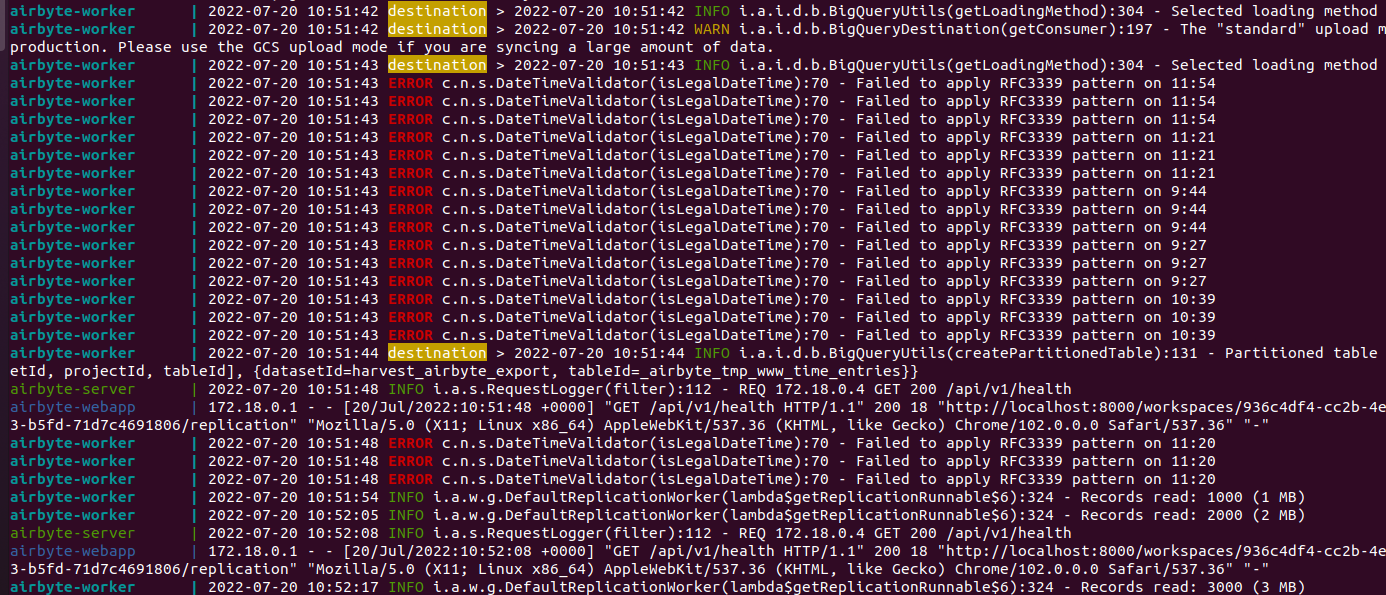 airbyte-worker | 2022-07-20 10:51:42 destination > 2022-07-20 10:51:42 INFO i.a.i.d.b.BigQueryUtils(getLoadingMethod):304 - Selected loading method
airbyte-worker | 2022-07-20 10:51:42 destination > 2022-07-20 10:51:42 WARN i.a.i.d.b.BigQueryDestination(getConsumer):197 - The "standard" upload m
production. Please use the GCS upload mode if you are syncing a large amount of data.
airbyte-worker | 2022-07-20 10:51:43 destination > 2022-07-20 10:51:43 INFO i.a.i.d.b.BigQueryUtils(getLoadingMethod):304 - Selected loading method
airbyte-worker | 2022-07-20 10:51:43 ERROR c.n.s.DateTimeValidator(isLegalDateTime):70 - Failed to apply RFC3339 pattern on 11:54
airbyte-worker | 2022-07-20 10:51:43 ERROR c.n.s.DateTimeValidator(isLegalDateTime):70 - Failed to apply RFC3339 pattern on 11:54
airbyte-worker | 2022-07-20 10:51:43 ERROR c.n.s.DateTimeValidator(isLegalDateTime):70 - Failed to apply RFC3339 pattern on 11:54
airbyte-worker | 2022-07-20 10:51:43 ERROR c.n.s.DateTimeValidator(isLegalDateTime):70 - Failed to apply RFC3339 pattern on 11:21
airbyte-worker | 2022-07-20 10:51:43 ERROR c.n.s.DateTimeValidator(isLegalDateTime):70 - Failed to apply RFC3339 pattern on 11:21
airbyte-worker | 2022-07-20 10:51:43 ERROR c.n.s.DateTimeValidator(isLegalDateTime):70 - Failed to apply RFC3339 pattern on 11:21
airbyte-worker | 2022-07-20 10:51:43 ERROR c.n.s.DateTimeValidator(isLegalDateTime):70 - Failed to apply RFC3339 pattern on 9:44
airbyte-worker | 2022-07-20 10:51:43 ERROR c.n.s.DateTimeValidator(isLegalDateTime):70 - Failed to apply RFC3339 pattern on 9:44
airbyte-worker | 2022-07-20 10:51:43 ERROR c.n.s.DateTimeValidator(isLegalDateTime):70 - Failed to apply RFC3339 pattern on 9:44
airbyte-worker | 2022-07-20 10:51:43 ERROR c.n.s.DateTimeValidator(isLegalDateTime):70 - Failed to apply RFC3339 pattern on 9:27
airbyte-worker | 2022-07-20 10:51:43 ERROR c.n.s.DateTimeValidator(isLegalDateTime):70 - Failed to apply RFC3339 pattern on 9:27
airbyte-worker | 2022-07-20 10:51:43 ERROR c.n.s.DateTimeValidator(isLegalDateTime):70 - Failed to apply RFC3339 pattern on 9:27
airbyte-worker | 2022-07-20 10:51:43 ERROR c.n.s.DateTimeValidator(isLegalDateTime):70 - Failed to apply RFC3339 pattern on 10:39
airbyte-worker | 2022-07-20 10:51:43 ERROR c.n.s.DateTimeValidator(isLegalDateTime):70 - Failed to apply RFC3339 pattern on 10:39
airbyte-worker | 2022-07-20 10:51:43 ERROR c.n.s.DateTimeValidator(isLegalDateTime):70 - Failed to apply RFC3339 pattern on 10:39
airbyte-worker | 2022-07-20 10:51:44 destination > 2022-07-20 10:51:44 INFO i.a.i.d.b.BigQueryUtils(createPartitionedTable):131 - Partitioned table
etId, projectId, tableId], {datasetId=harvest_airbyte_export, tableId=_airbyte_tmp_www_time_entries}}
airbyte-server | 2022-07-20 10:51:48 INFO i.a.s.RequestLogger(filter):112 - REQ 172.18.0.4 GET 200 /api/v1/health
airbyte-webapp | 172.18.0.1 - - [20/Jul/2022:10:51:48 +0000] "GET /api/v1/health HTTP/1.1" 200 18 "http://localhost:8000/workspaces/936c4df4-cc2b-4e
3-b5fd-71d7c4691806/replication" "Mozilla/5.0 (X11; Linux x86_64) AppleWebKit/537.36 (KHTML, like Gecko) Chrome/102.0.0.0 Safari/537.36" "-"
airbyte-worker | 2022-07-20 10:51:48 ERROR c.n.s.DateTimeValidator(isLegalDateTime):70 - Failed to apply RFC3339 pattern on 11:20
airbyte-worker | 2022-07-20 10:51:48 ERROR c.n.s.DateTimeValidator(isLegalDateTime):70 - Failed to apply RFC3339 pattern on 11:20
airbyte-worker | 2022-07-20 10:51:48 ERROR c.n.s.DateTimeValidator(isLegalDateTime):70 - Failed to apply RFC3339 pattern on 11:20
airbyte-worker | 2022-07-20 10:51:54 INFO i.a.w.g.DefaultReplicationWorker(lambda$getReplicationRunnable$6):324 - Records read: 1000 (1 MB)
airbyte-worker | 2022-07-20 10:52:05 INFO i.a.w.g.DefaultReplicationWorker(lambda$getReplicationRunnable$6):324 - Records read: 2000 (2 MB)
airbyte-server | 2022-07-20 10:52:08 INFO i.a.s.RequestLogger(filter):112 - REQ 172.18.0.4 GET 200 /api/v1/health
airbyte-webapp | 172.18.0.1 - - [20/Jul/2022:10:52:08 +0000] "GET /api/v1/health HTTP/1.1" 200 18 "http://localhost:8000/workspaces/936c4df4-cc2b-4e
3-b5fd-71d7c4691806/replication" "Mozilla/5.0 (X11; Linux x86_64) AppleWebKit/537.36 (KHTML, like Gecko) Chrome/102.0.0.0 Safari/537.36" "-"
airbyte-worker | 2022-07-20 10:52:17 INFO i.a.w.g.DefaultReplicationWorker(lambda$getReplicationRunnable$6):324 - Records read: 3000 (3 MB)